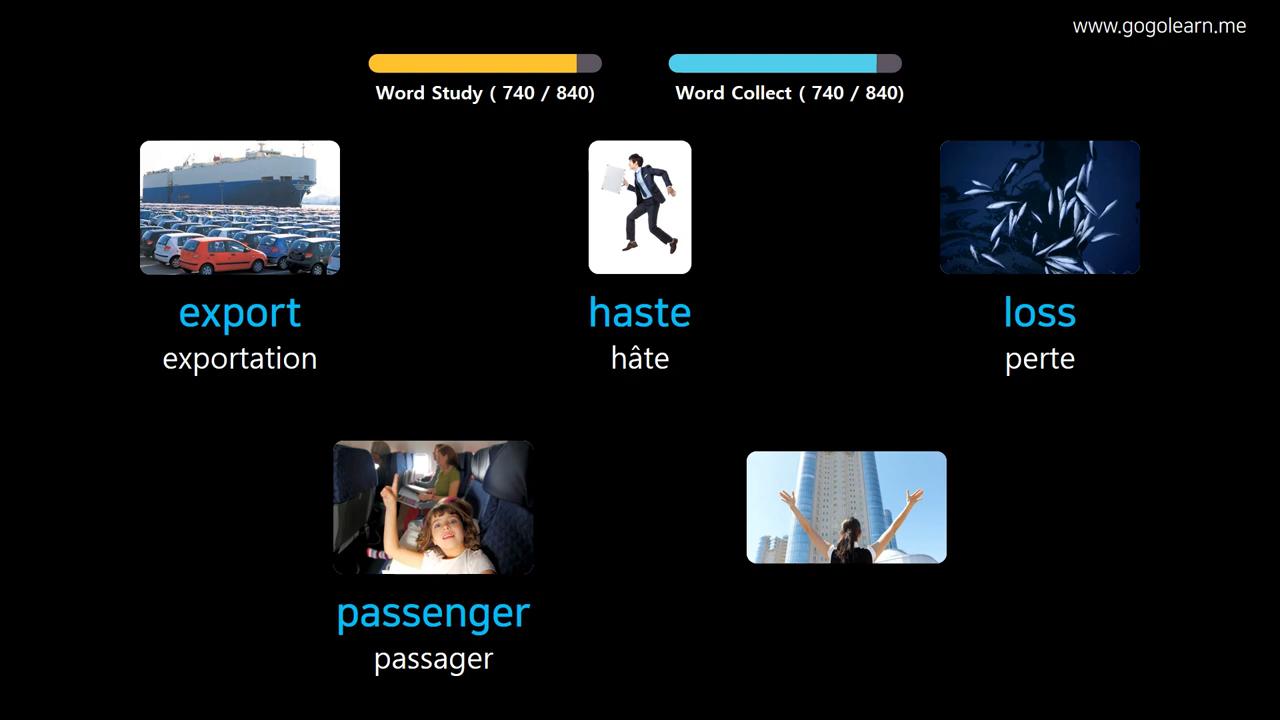 www.gogolearn.me
Word Study ( 740 / 840)
Word Collect ( 740 / 840)
export
exportation
haste
hâte
loss
perte
passenger
passager